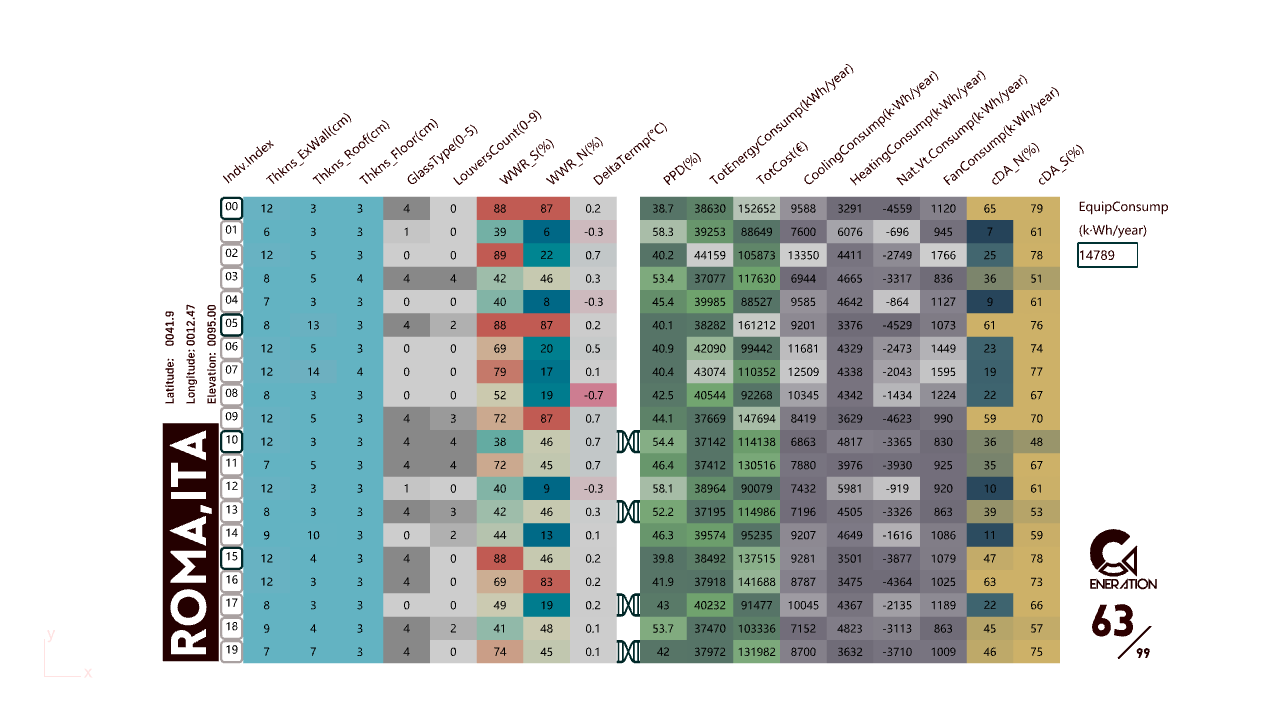 Indv.Index Thkns_ExWall(cm) Thkns_Roof(cm) Thkns_Floor(cm) GlassType(0-5) LouversCount(0-9) WWR_S(%) WWR_N(%) DeltaTermp(°C) PPD(%) TotEnergyConsump(kWh/year) TotCost(€) CoolingConsump(k·Wh/year) HeatingConsump(k·Wh/year) Nat.Vt.Consump(k·Wh/year) FanConsump(k·Wh/year) cDA_N(%) cDA_S(%)
00 12 3 3 4 0 88 87 0.2 38.7 38630 152652 9588 3291 -4559 1120 65 79
01 6 3 3 1 0 39 6 -0.3 58.3 39253 88649 7600 6076 -696 945 7 61
02 12 5 3 0 0 89 22 0.7 40.2 44159 105873 13350 4411 -2749 1766 25 78
03 8 5 4 4 4 42 46 0.3 53.4 37077 117630 6944 4665 -3317 836 36 51
04 7 3 3 0 0 40 8 -0.3 45.4 39985 88527 9585 4642 -864 1127 9 61
05 8 13 3 4 2 88 87 0.2 40.1 38282 161212 9201 3376 -4529 1073 61 76
06 12 5 3 0 0 69 20 0.5 40.9 42090 99442 11681 4329 -2473 1449 23 74
07 12 14 4 0 0 79 17 0.1 40.4 43074 110352 12509 4338 -2043 1595 19 77
08 8 3 3 0 0 52 19 -0.7 42.5 40544 92268 10345 4342 -1434 1224 22 67
09 12 5 3 4 3 72 87 0.7 44.1 37669 147694 8419 3629 -4623 990 59 70
10 12 3 3 4 4 38 46 0.7 54.4 37142 114138 6863 4817 -3365 830 36 48
11 7 5 3 4 4 72 45 0.7 46.4 37412 130516 7880 3976 -3930 925 35 67
12 12 3 3 1 0 40 9 -0.3 58.1 38964 90079 7432 5981 -919 920 10 61
13 8 3 3 4 3 42 46 0.3 52.2 37195 114986 7196 4505 -3326 863 39 53
14 9 10 3 0 2 44 13 0.1 46.3 39574 95235 9207 4649 -1616 1086 11 59
15 12 4 3 4 0 88 46 0.2 39.8 38492 137515 9281 3501 -3877 1079 47 78
16 12 3 3 4 0 69 83 0.2 41.9 37918 141688 8787 3475 -4364 1025 63 73
17 8 3 3 0 0 49 19 0.2 43 40232 91477 10045 4367 -2135 1189 22 66
18 9 4 3 4 2 41 48 0.1 53.7 37470 103336 7152 4823 -3113 863 45 57
19 7 7 3 4 0 74 45 0.1 42 37972 131982 8700 3632 -3710 1009 46 75
EquipConsump
(k·Wh/year)
14789
Latitude: 0041.9
Longitude: 0012.47
Elevation: 0095.00
ROMA,ITA
ENERATION
63/99
y
x